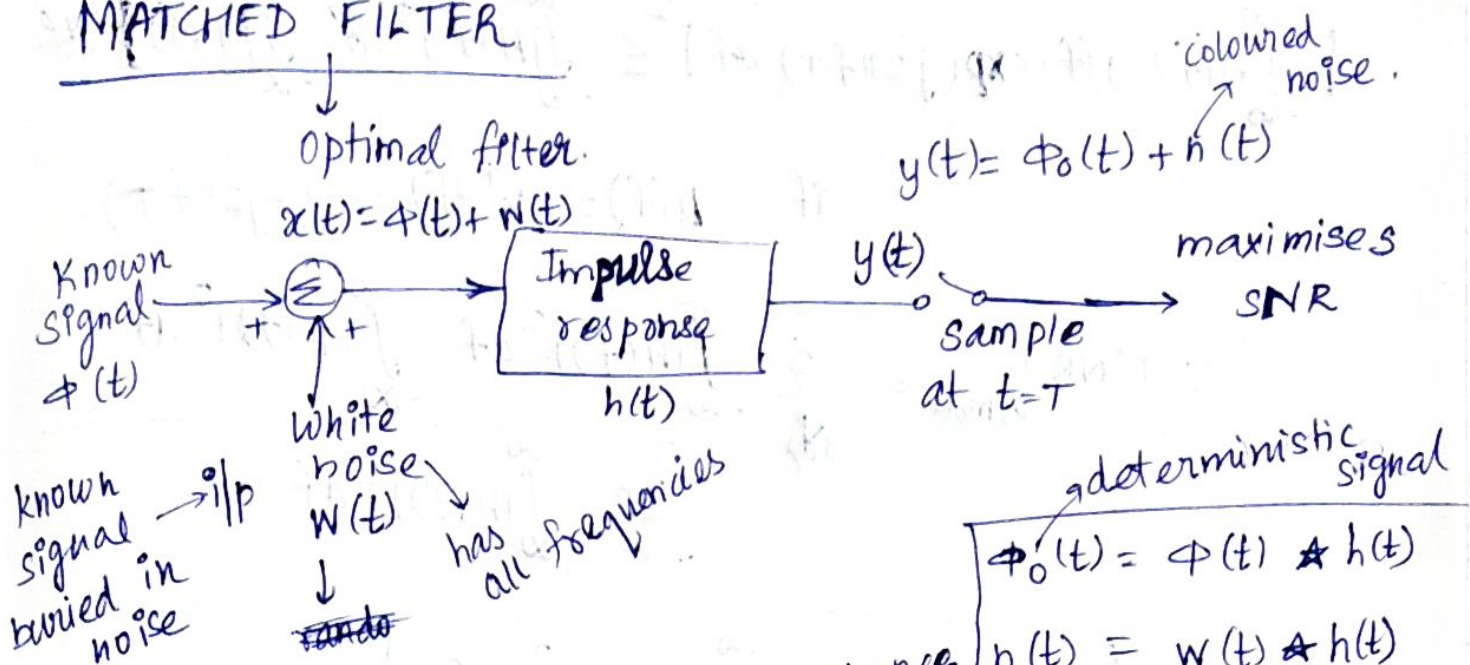 MATCHED FILTER
Optimal filter.
x(t)=φ(t)+ W(t)
coloured
noise.
y(t)= φ₀(t) + n(t)
Known
signal
φ(t)
+
Σ
+
Impulse
response
h(t)
y(t)
sample
at t=T
maximises
SNR
White
noise
W(t)
has
all frequencies
known
signal → i/p
buried in
noise
deterministic
signal
φ₀(t) = φ(t) ★ h(t)
n(t) = w(t) ★ h(t)